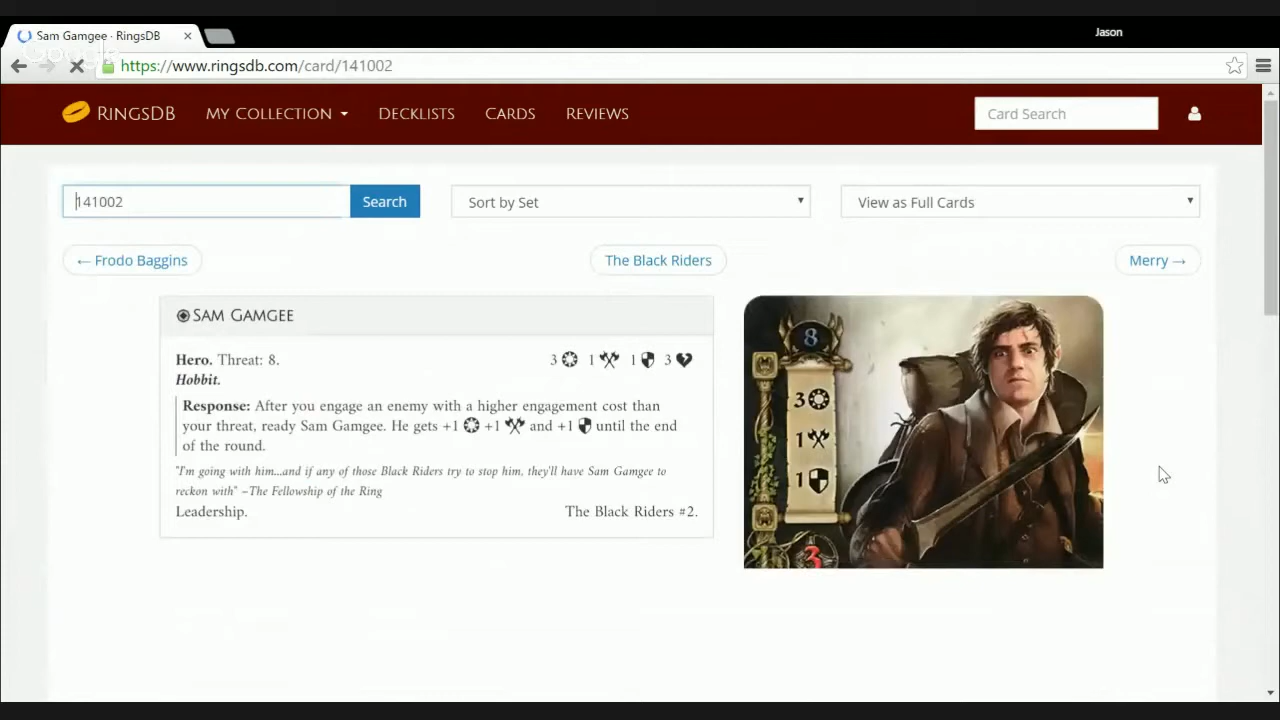 Sam Gamgee · RingsDB
Jason
Google
https://www.ringsdb.com/card/141002
RINGSDB MY COLLECTION DECKLISTS CARDS REVIEWS Card Search
141002 Search Sort by Set View as Full Cards
← Frodo Baggins The Black Riders Merry →
SAM GAMGEE
Hero. Threat: 8. 3 1 1 3
Hobbit.
Response: After you engage an enemy with a higher engagement cost than
your threat, ready Sam Gamgee. He gets +1 +1 and +1 until the end
of the round.
"I'm going with him...and if any of those Black Riders try to stop him, they'll have Sam Gamgee to
reckon with" –The Fellowship of the Ring
Leadership. The Black Riders #2.
8
3
1
1
3